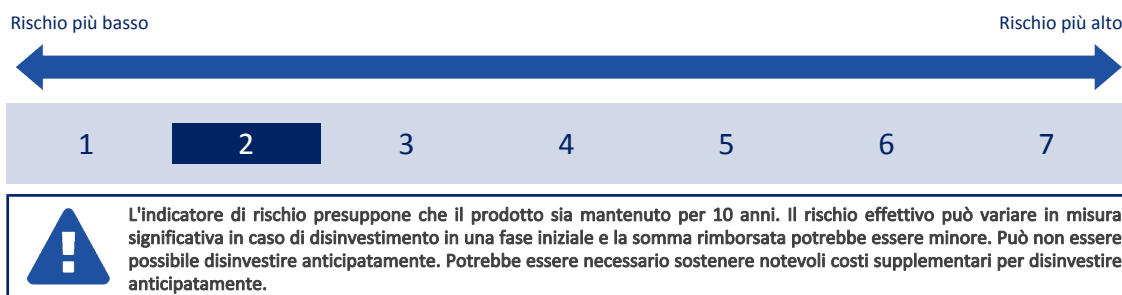 Rischio più basso
Rischio più alto
1 2 3 4 5 6 7
L'indicatore di rischio presuppone che il prodotto sia mantenuto per 10 anni. Il rischio effettivo può variare in misura
significativa in caso di disinvestimento in una fase iniziale e la somma rimborsata potrebbe essere minore. Può non essere
possibile disinvestire anticipatamente. Potrebbe essere necessario sostenere notevoli costi supplementari per disinvestire
anticipatamente.